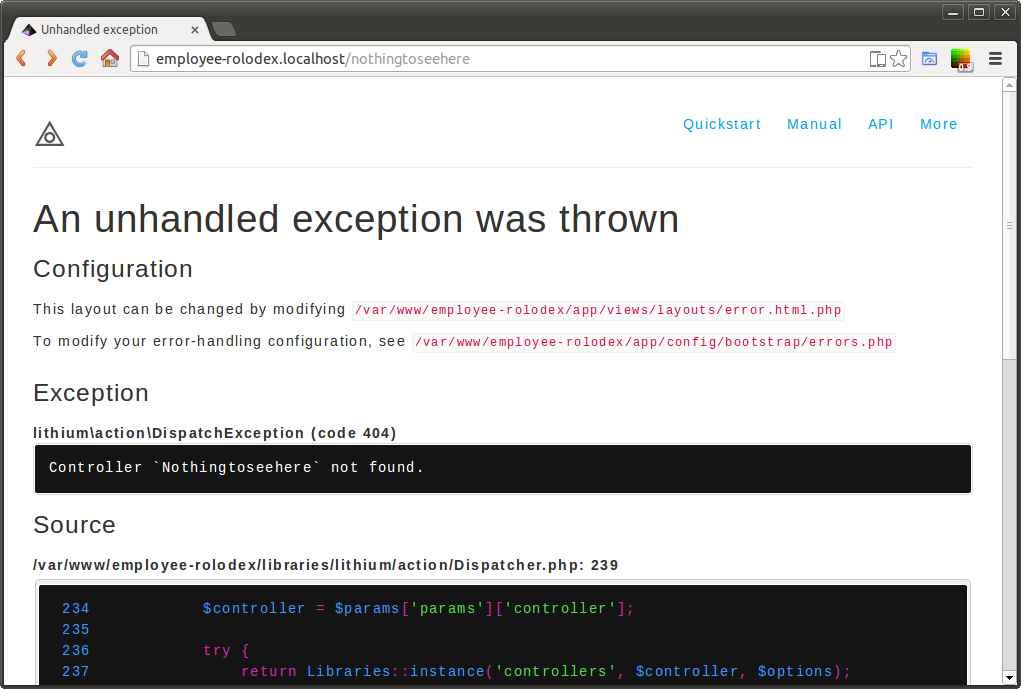 Unhandled exception
employee-rolodex.localhost/nothingtoseehere
0.9
Quickstart Manual API More
An unhandled exception was thrown
Configuration
This layout can be changed by modifying /var/www/employee-rolodex/app/views/layouts/error.html.php
To modify your error-handling configuration, see /var/www/employee-rolodex/app/config/bootstrap/errors.php
Exception
lithium\action\DispatchException (code 404)
Controller `Nothingtoseehere` not found.
Source
/var/www/employee-rolodex/libraries/lithium/action/Dispatcher.php: 239
234 $controller = $params['params']['controller'];
235
236 try {
237 return Libraries::instance('controllers', $controller, $options);